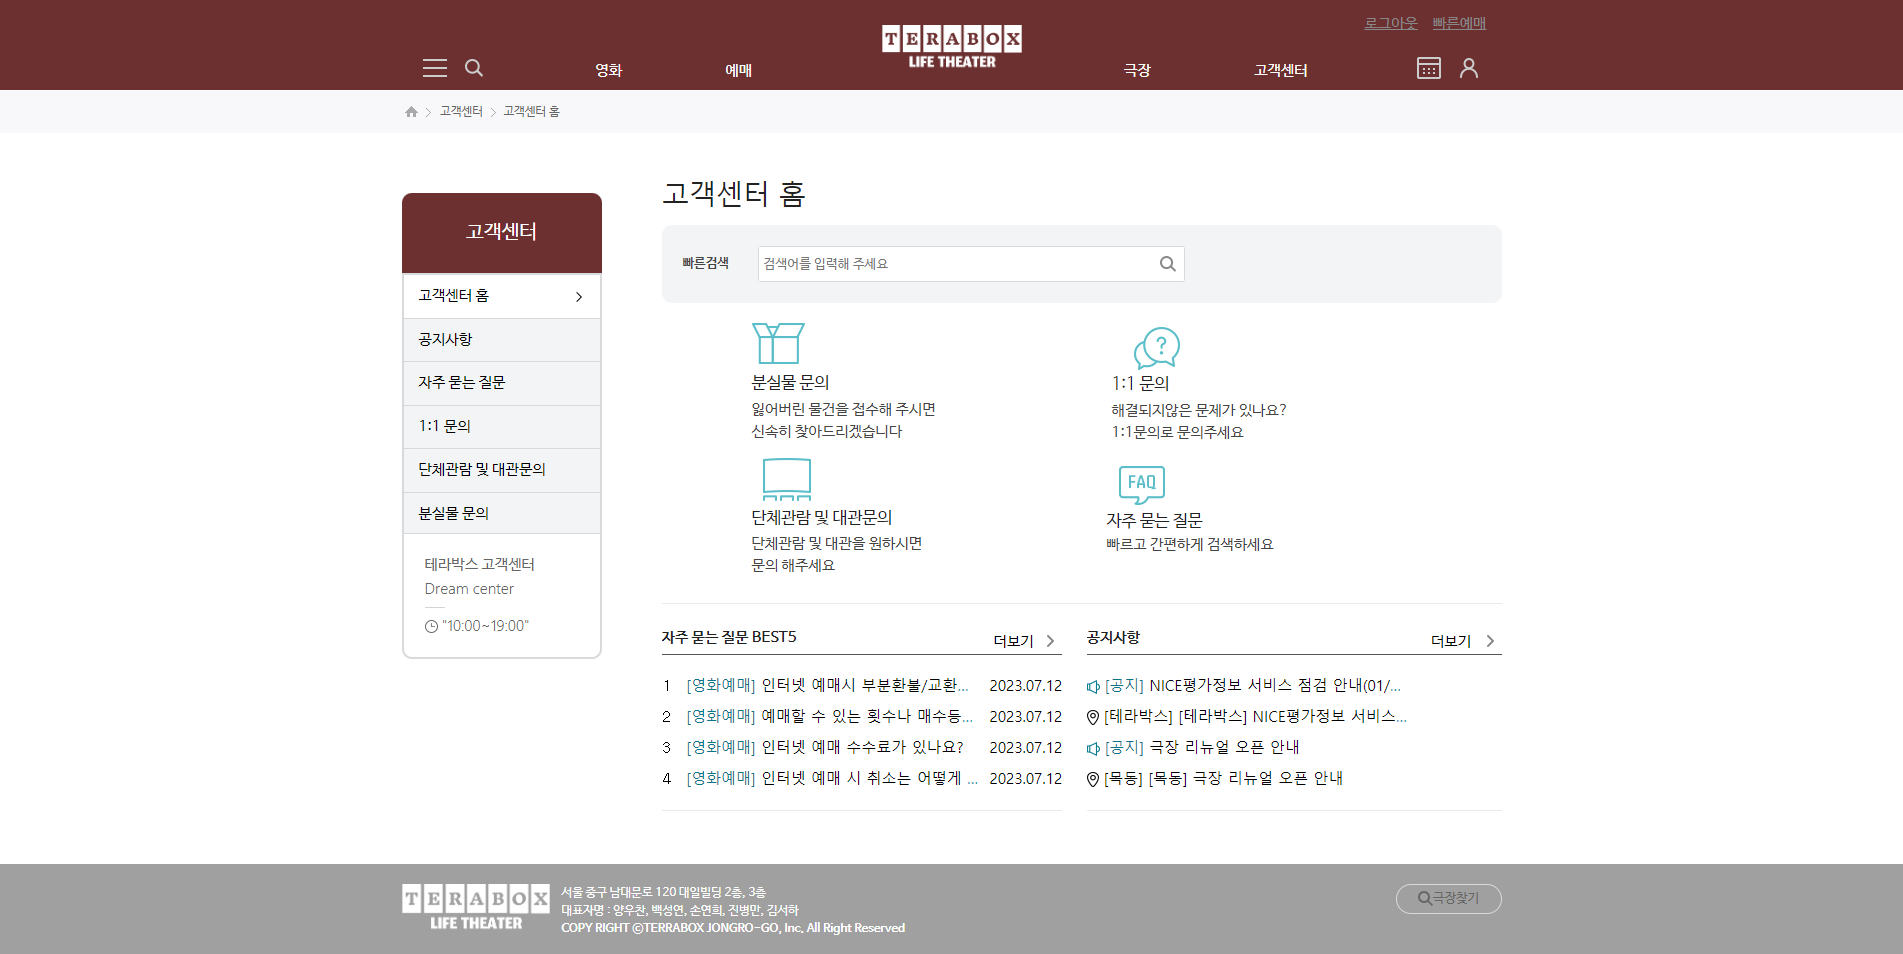 로그아웃 빠른예매
TERABOX
LIFE THEATER
영화 예매 극장 고객센터
고객센터 고객센터 홈
고객센터
고객센터 홈
공지사항
자주 묻는 질문
1:1 문의
단체관람 및 대관문의
분실물 문의
테라박스 고객센터
Dream center
"10:00~19:00"
고객센터 홈
빠른검색 검색어를 입력해 주세요
분실물 문의
잃어버린 물건을 접수해 주시면
신속히 찾아드리겠습니다
?
1:1 문의
해결되지않은 문제가 있나요?
1:1문의로 문의주세요
단체관람 및 대관문의
단체관람 및 대관을 원하시면
문의 해주세요
FAQ
자주 묻는 질문
빠르고 간편하게 검색하세요
자주 묻는 질문 BEST5 더보기
1 [영화예매] 인터넷 예매시 부분환불/교환... 2023.07.12
2 [영화예매] 예매할 수 있는 횟수나 매수등... 2023.07.12
3 [영화예매] 인터넷 예매 수수료가 있나요? 2023.07.12
4 [영화예매] 인터넷 예매 시 취소는 어떻게 ... 2023.07.12
공지사항 더보기
[공지] NICE평가정보 서비스 점검 안내(01/...
[테라박스] [테라박스] NICE평가정보 서비스...
[공지] 극장 리뉴얼 오픈 안내
[목동] [목동] 극장 리뉴얼 오픈 안내
TERABOX
LIFE THEATER
서울 중구 남대문로 120 대일빌딩 2층, 3층
대표자명 : 양우찬, 백성연, 손연희, 진병만, 김서하
COPY RIGHT ⓒTERRABOX JONGRO-GO, Inc. All Right Reserved
극장찾기